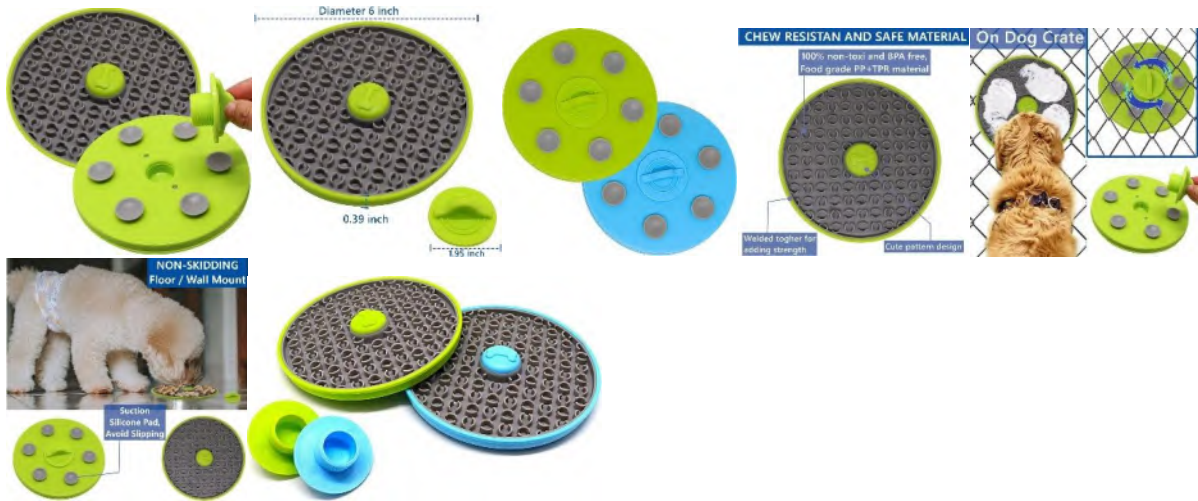 Diameter 6 inch
0.39 inch
1.95 inch
CHEW RESISTAN AND SAFE MATERIAL
100% non-toxi and BPA free,
Food grade PP+TPR material
Welded togher for
adding strength
Cute pattern design
On Dog Crate
NON-SKIDDING
Floor / Wall Mount
Suction
Silicone Pad,
Avoid Slipping